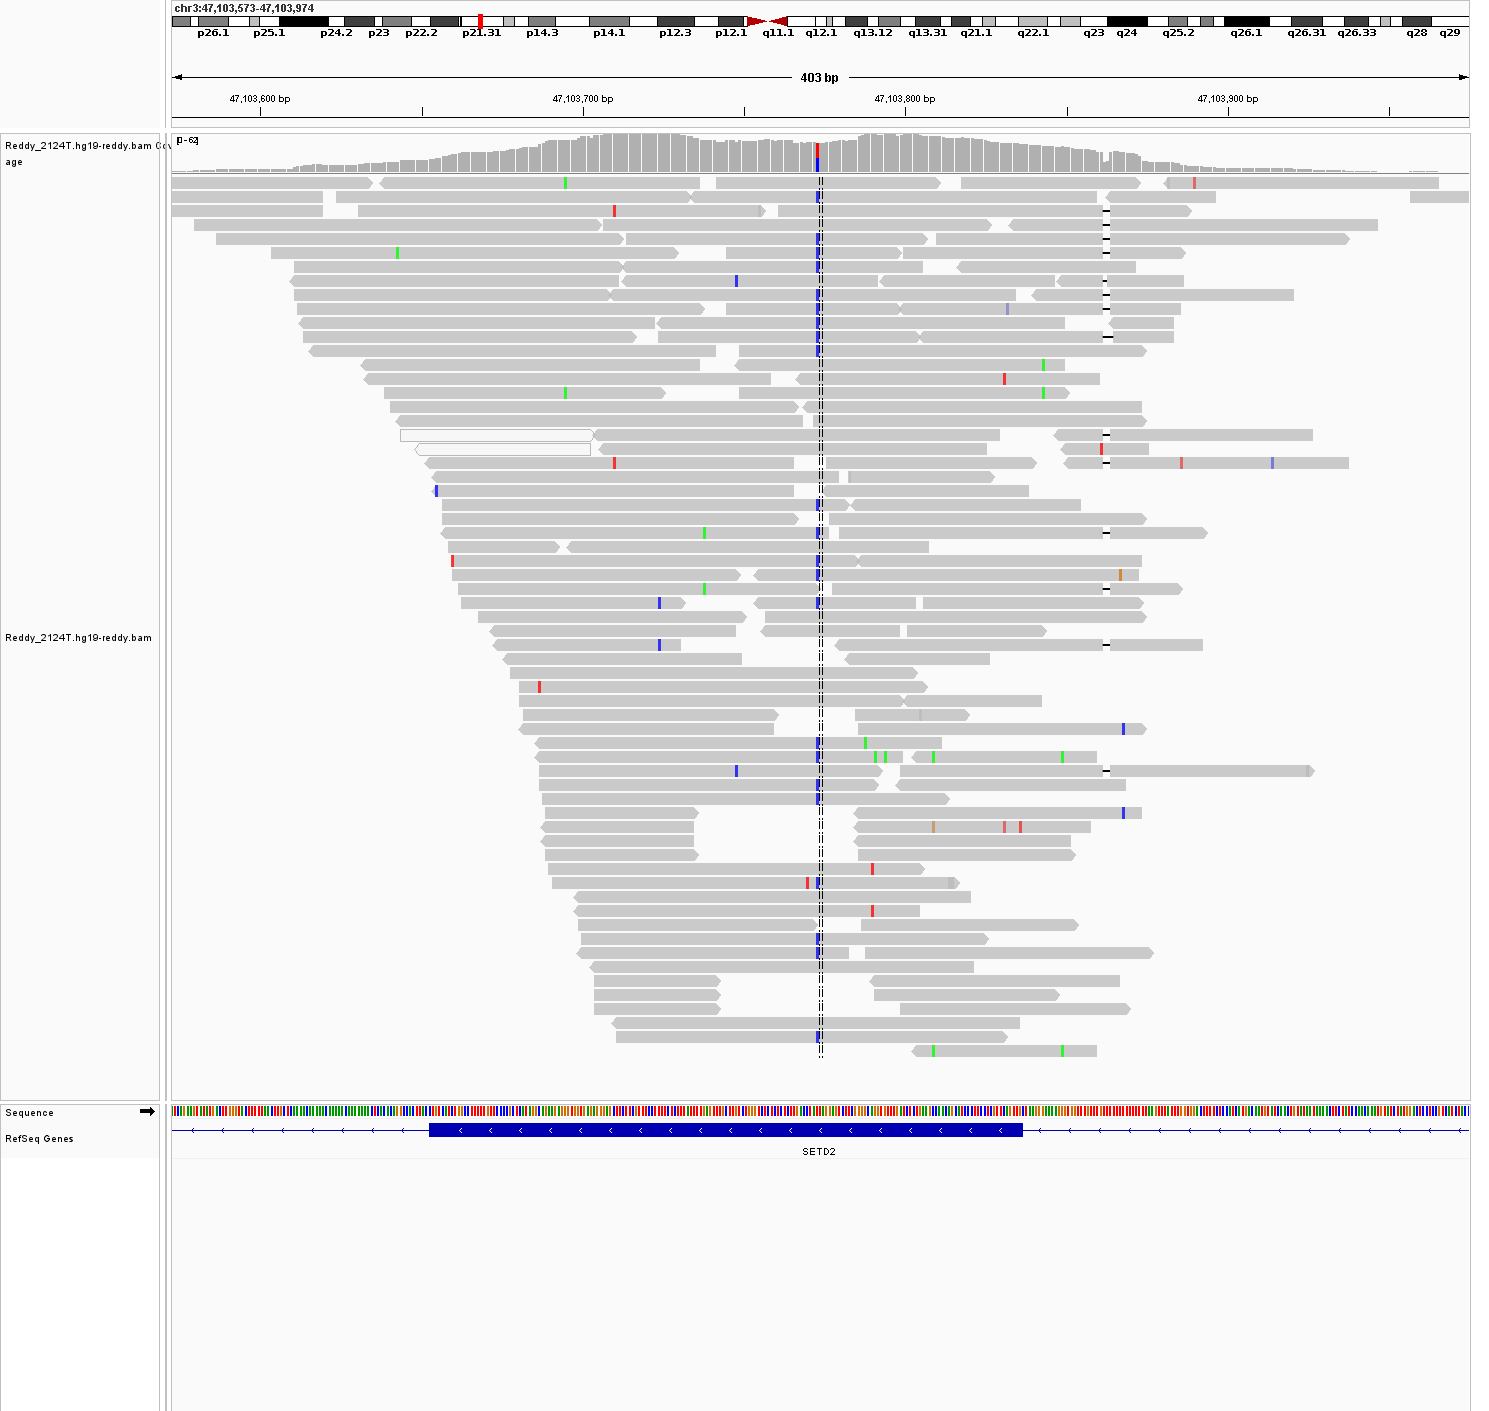 chr3:47,103,573-47,103,974
p26.1 p25.1 p24.2 p23 p22.2 p21.31 p14.3 p14.1 p12.3 p12.1 q11.1 q12.1 q13.12 q13.31 q21.1 q22.1 q23 q24 q25.2 q26.1 q26.31 q26.33 q28 q29
403 bp
47,103,600 bp 47,103,700 bp 47,103,800 bp 47,103,900 bp
[0-62]
Reddy_2124T.hg19-reddy.bam Cov
age
Reddy_2124T.hg19-reddy.bam
Sequence
RefSeq Genes
SETD2